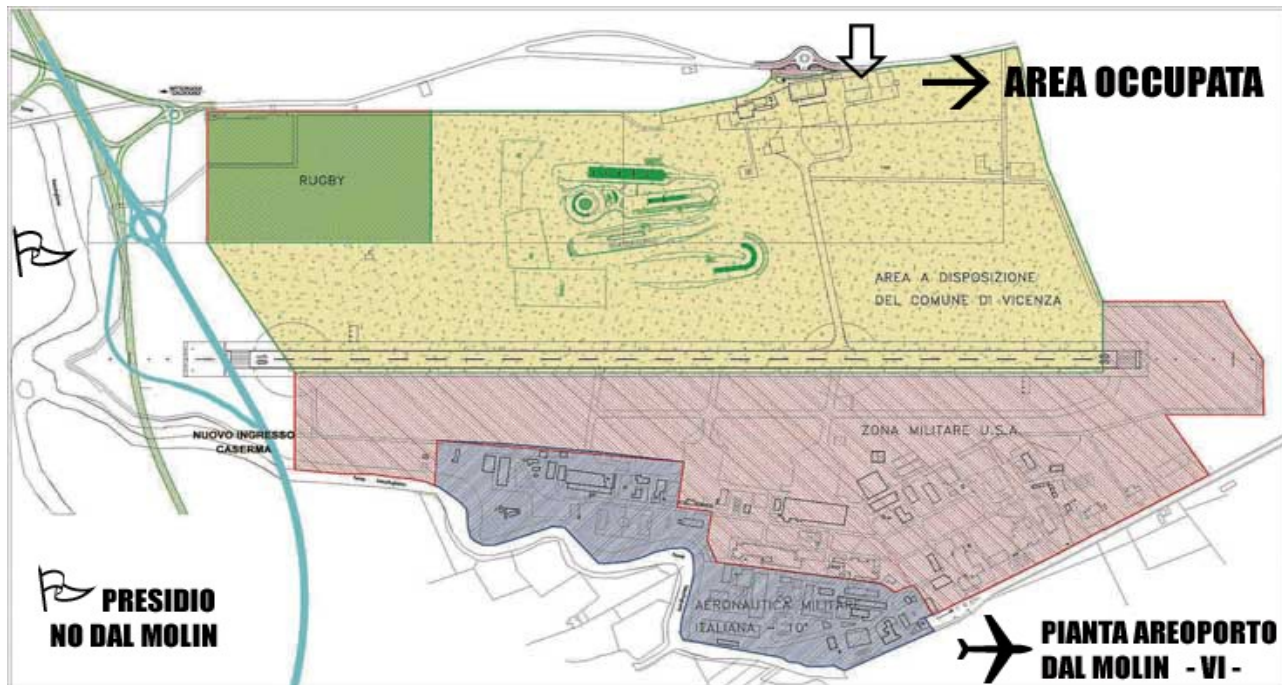 AREA OCCUPATA
RUGBY
AREA A DISPOSIZIONE
DEL COMUNE DI VICENZA
NUOVO INGRESSO
CASERMA
ZONA MILITARE U.S.A.
AERONAUTICA MILITARE
ITALIANA - 10°
PRESIDIO
NO DAL MOLIN
PIANTA AREOPORTO
DAL MOLIN - VI -